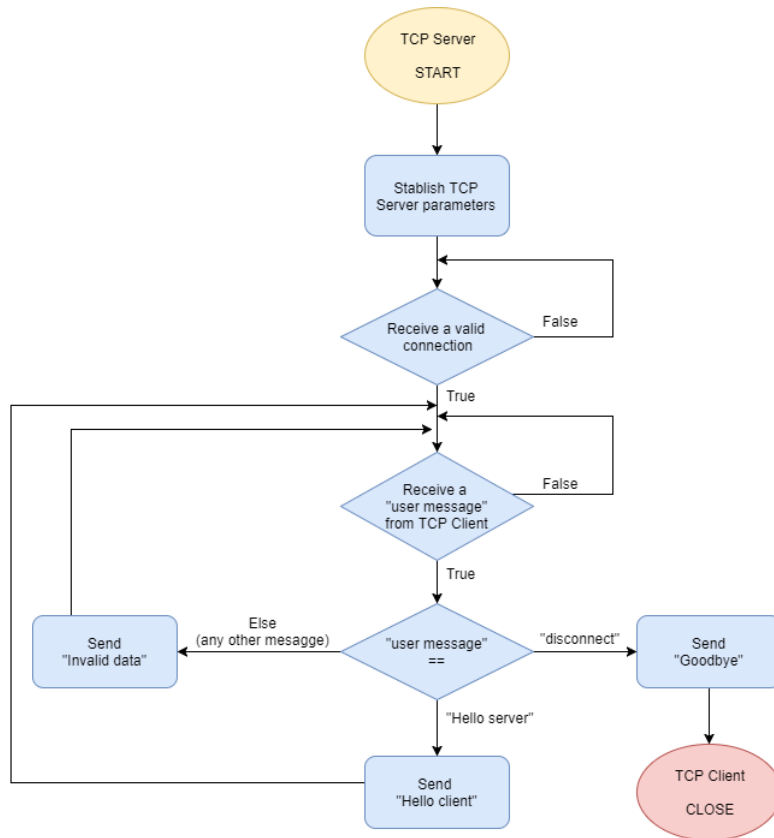 TCP Server
START
Stablish TCP
Server parameters
Receive a valid
connection
False
True
Receive a
"user message"
from TCP Client
False
True
Else
(any other mesagge)
Send
"Invalid data"
"user message"
==
"disconnect"
Send
"Goodbye"
"Hello server"
Send
"Hello client"
TCP Client
CLOSE